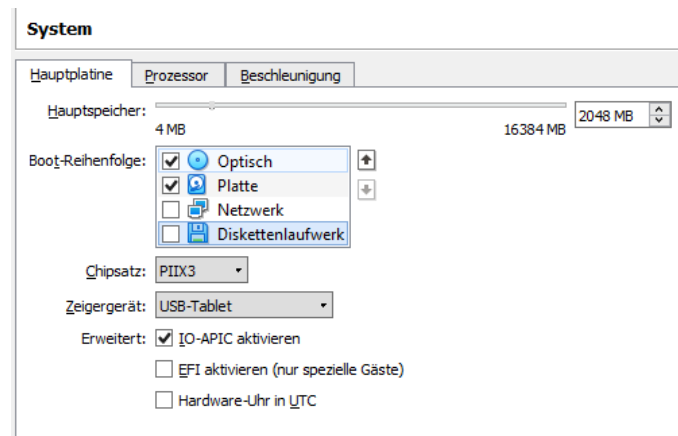 System
Hauptplatine Prozessor Beschleunigung
Hauptspeicher: 2048 MB
4 MB 16384 MB
Boot-Reihenfolge: Optisch
Platte
Netzwerk
Diskettenlaufwerk
Chipsatz: PIIX3
Zeigergerät: USB-Tablet
Erweitert: IO-APIC aktivieren
EFI aktivieren (nur spezielle Gäste)
Hardware-Uhr in UTC